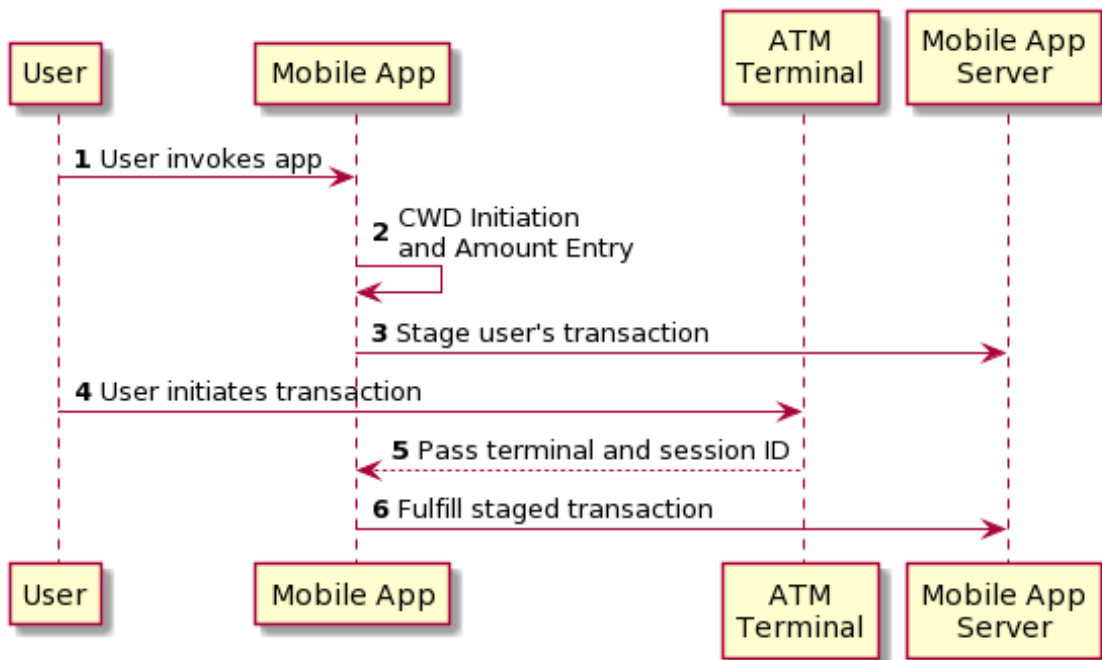 User
Mobile App
ATM
Terminal
Mobile App
Server
1 User invokes app
2 CWD Initiation
and Amount Entry
3 Stage user's transaction
4 User initiates transaction
5 Pass terminal and session ID
6 Fulfill staged transaction
User
Mobile App
ATM
Terminal
Mobile App
Server